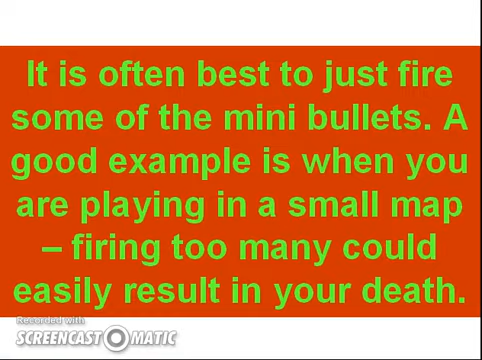 It is often best to just fire
some of the mini bullets. A
good example is when you
are playing in a small map
– firing too many could
easily result in your death.
Recorded with
SCREENCAST MATIC